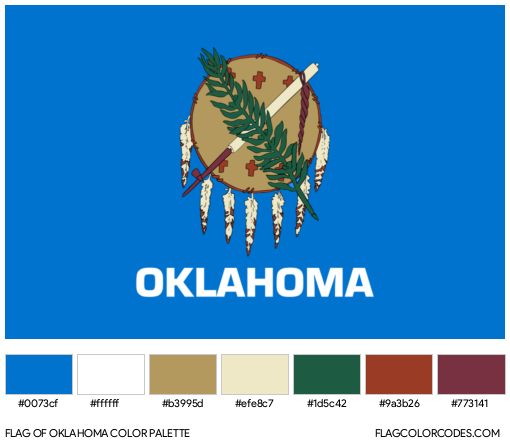 OKLAHOMA
#0073cf #ffffff #b3995d #efe8c7 #1d5c42 #9a3b26 #773141
FLAG OF OKLAHOMA COLOR PALETTE FLAGCOLORCODES.COM